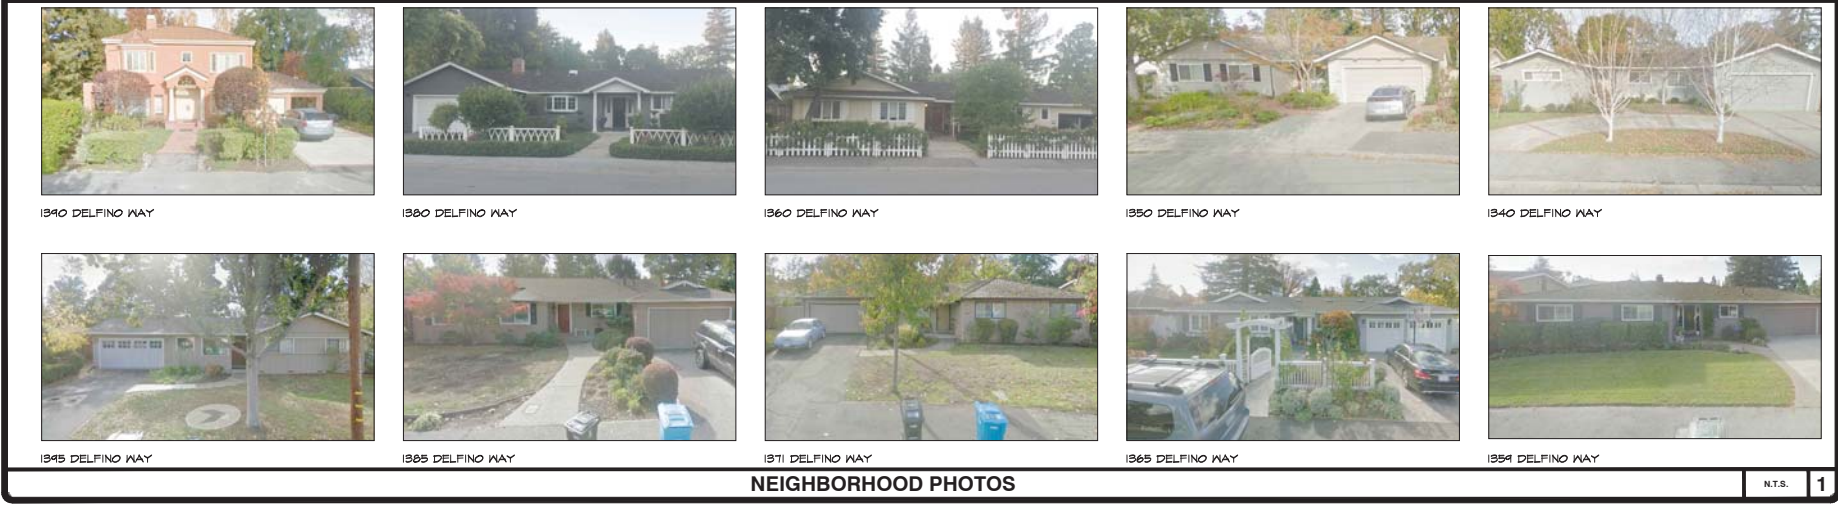 1390 DELFINO WAY
1380 DELFINO WAY
1360 DELFINO WAY
1350 DELFINO WAY
1340 DELFINO WAY
1395 DELFINO WAY
1385 DELFINO WAY
1371 DELFINO WAY
1365 DELFINO WAY
1359 DELFINO WAY
NEIGHBORHOOD PHOTOS
N.T.S.
1